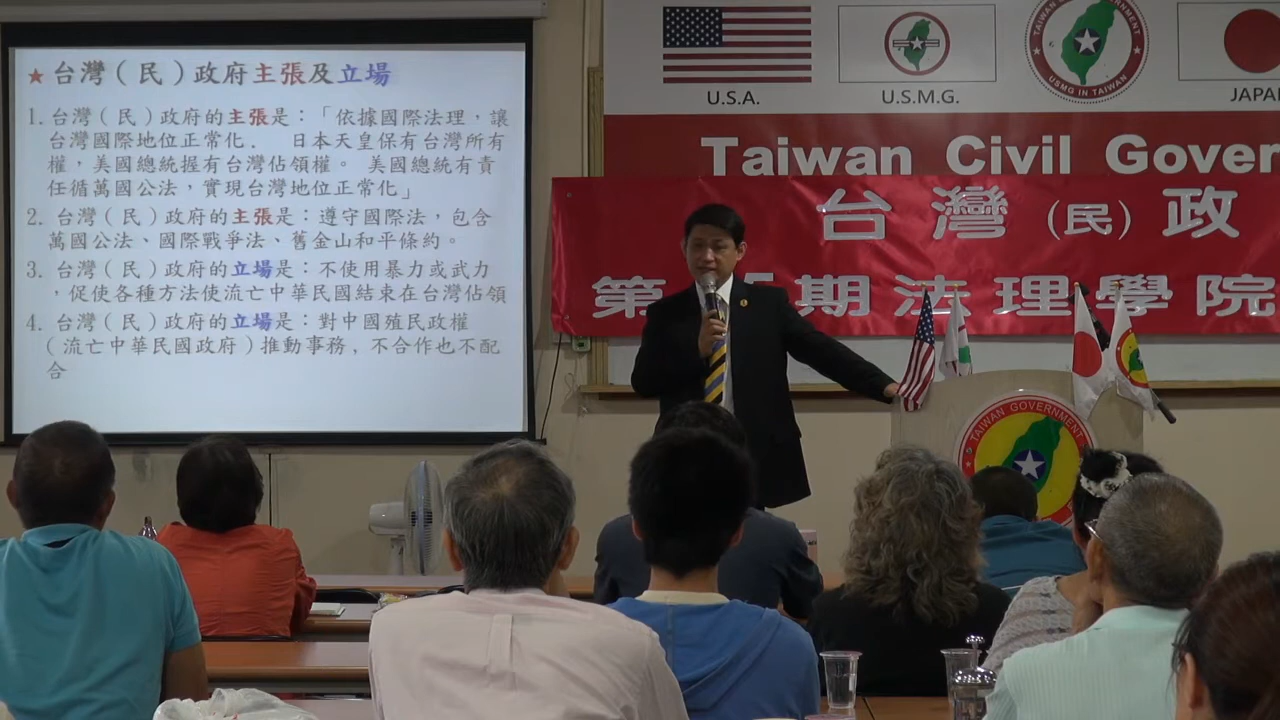 ★台灣（民）政府主張及立場
1. 台灣（民）政府的主張是：「依據國際法理，讓
台灣國際地位正常化． 日本天皇保有台灣所有
權，美國總統握有台灣佔領權。 美國總統有責
任循萬國公法，實現台灣地位正常化」
2. 台灣（民）政府的主張是：遵守國際法，包含
萬國公法、國際戰爭法、舊金山和平條約。
3. 台灣（民）政府的立場是：不使用暴力或武力
，促使各種方法使流亡中華民國結束在台灣佔領
4. 台灣（民）政府的立場是：對中國殖民政權
（流亡中華民國政府）推動事務，不合作也不配
合
U.S.A.
U.S.M.G.
TAIWAN GOVERNMENT
USMG IN TAIWAN
JAPAN
Taiwan Civil Gover
台灣（民）政
第 期法理學院
TAIWAN GOVERNMENT